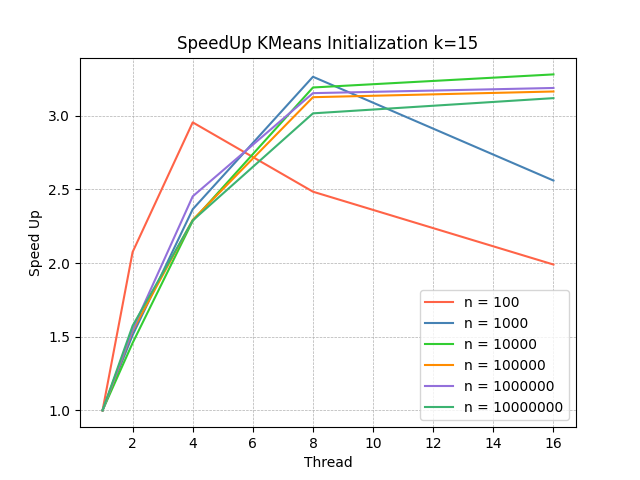 SpeedUp KMeans Initialization k=15
Speed Up
3.0
2.5
2.0
1.5
1.0
n = 100
n = 1000
n = 10000
n = 100000
n = 1000000
n = 10000000
2 4 6 8 10 12 14 16
Thread